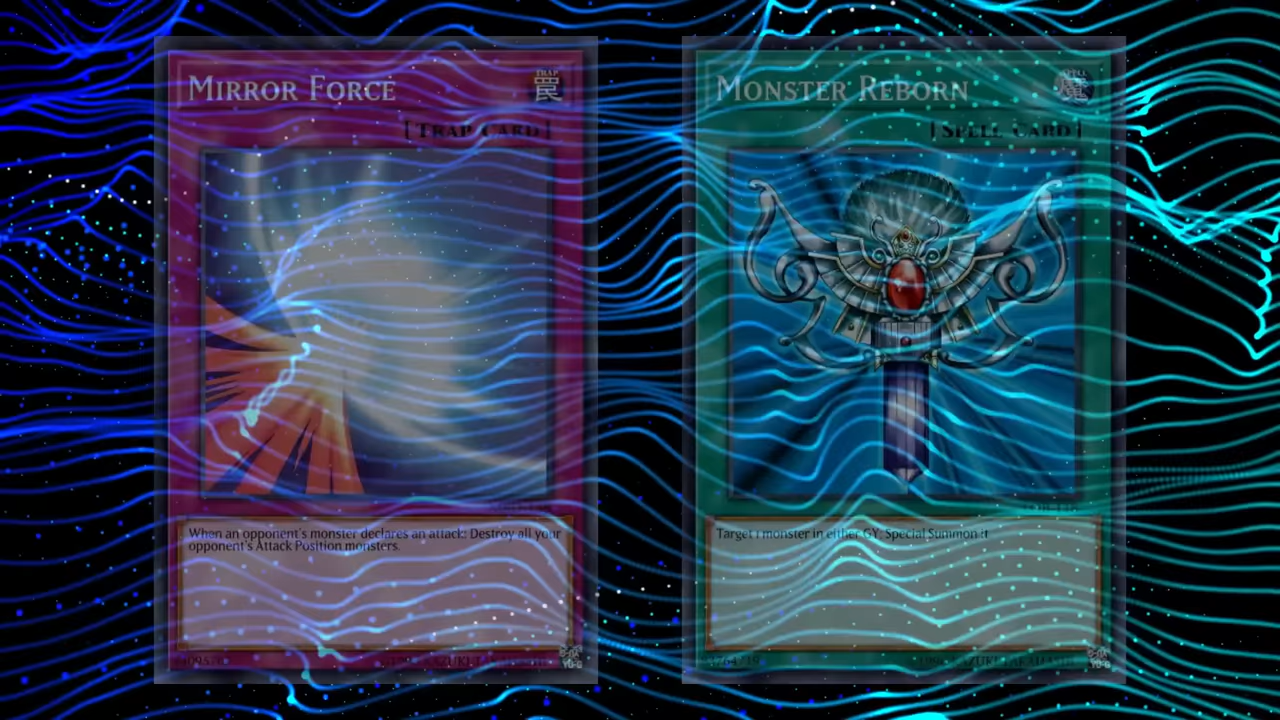 MIRROR FORCE
TRAP
罠
[TRAP CARD]
When an opponent's monster declares an attack: Destroy all your
opponent's Attack Position monsters.
MONSTER REBORN
魔
[SPELL CARD]
Target 1 monster in either GY; Special Summon it.